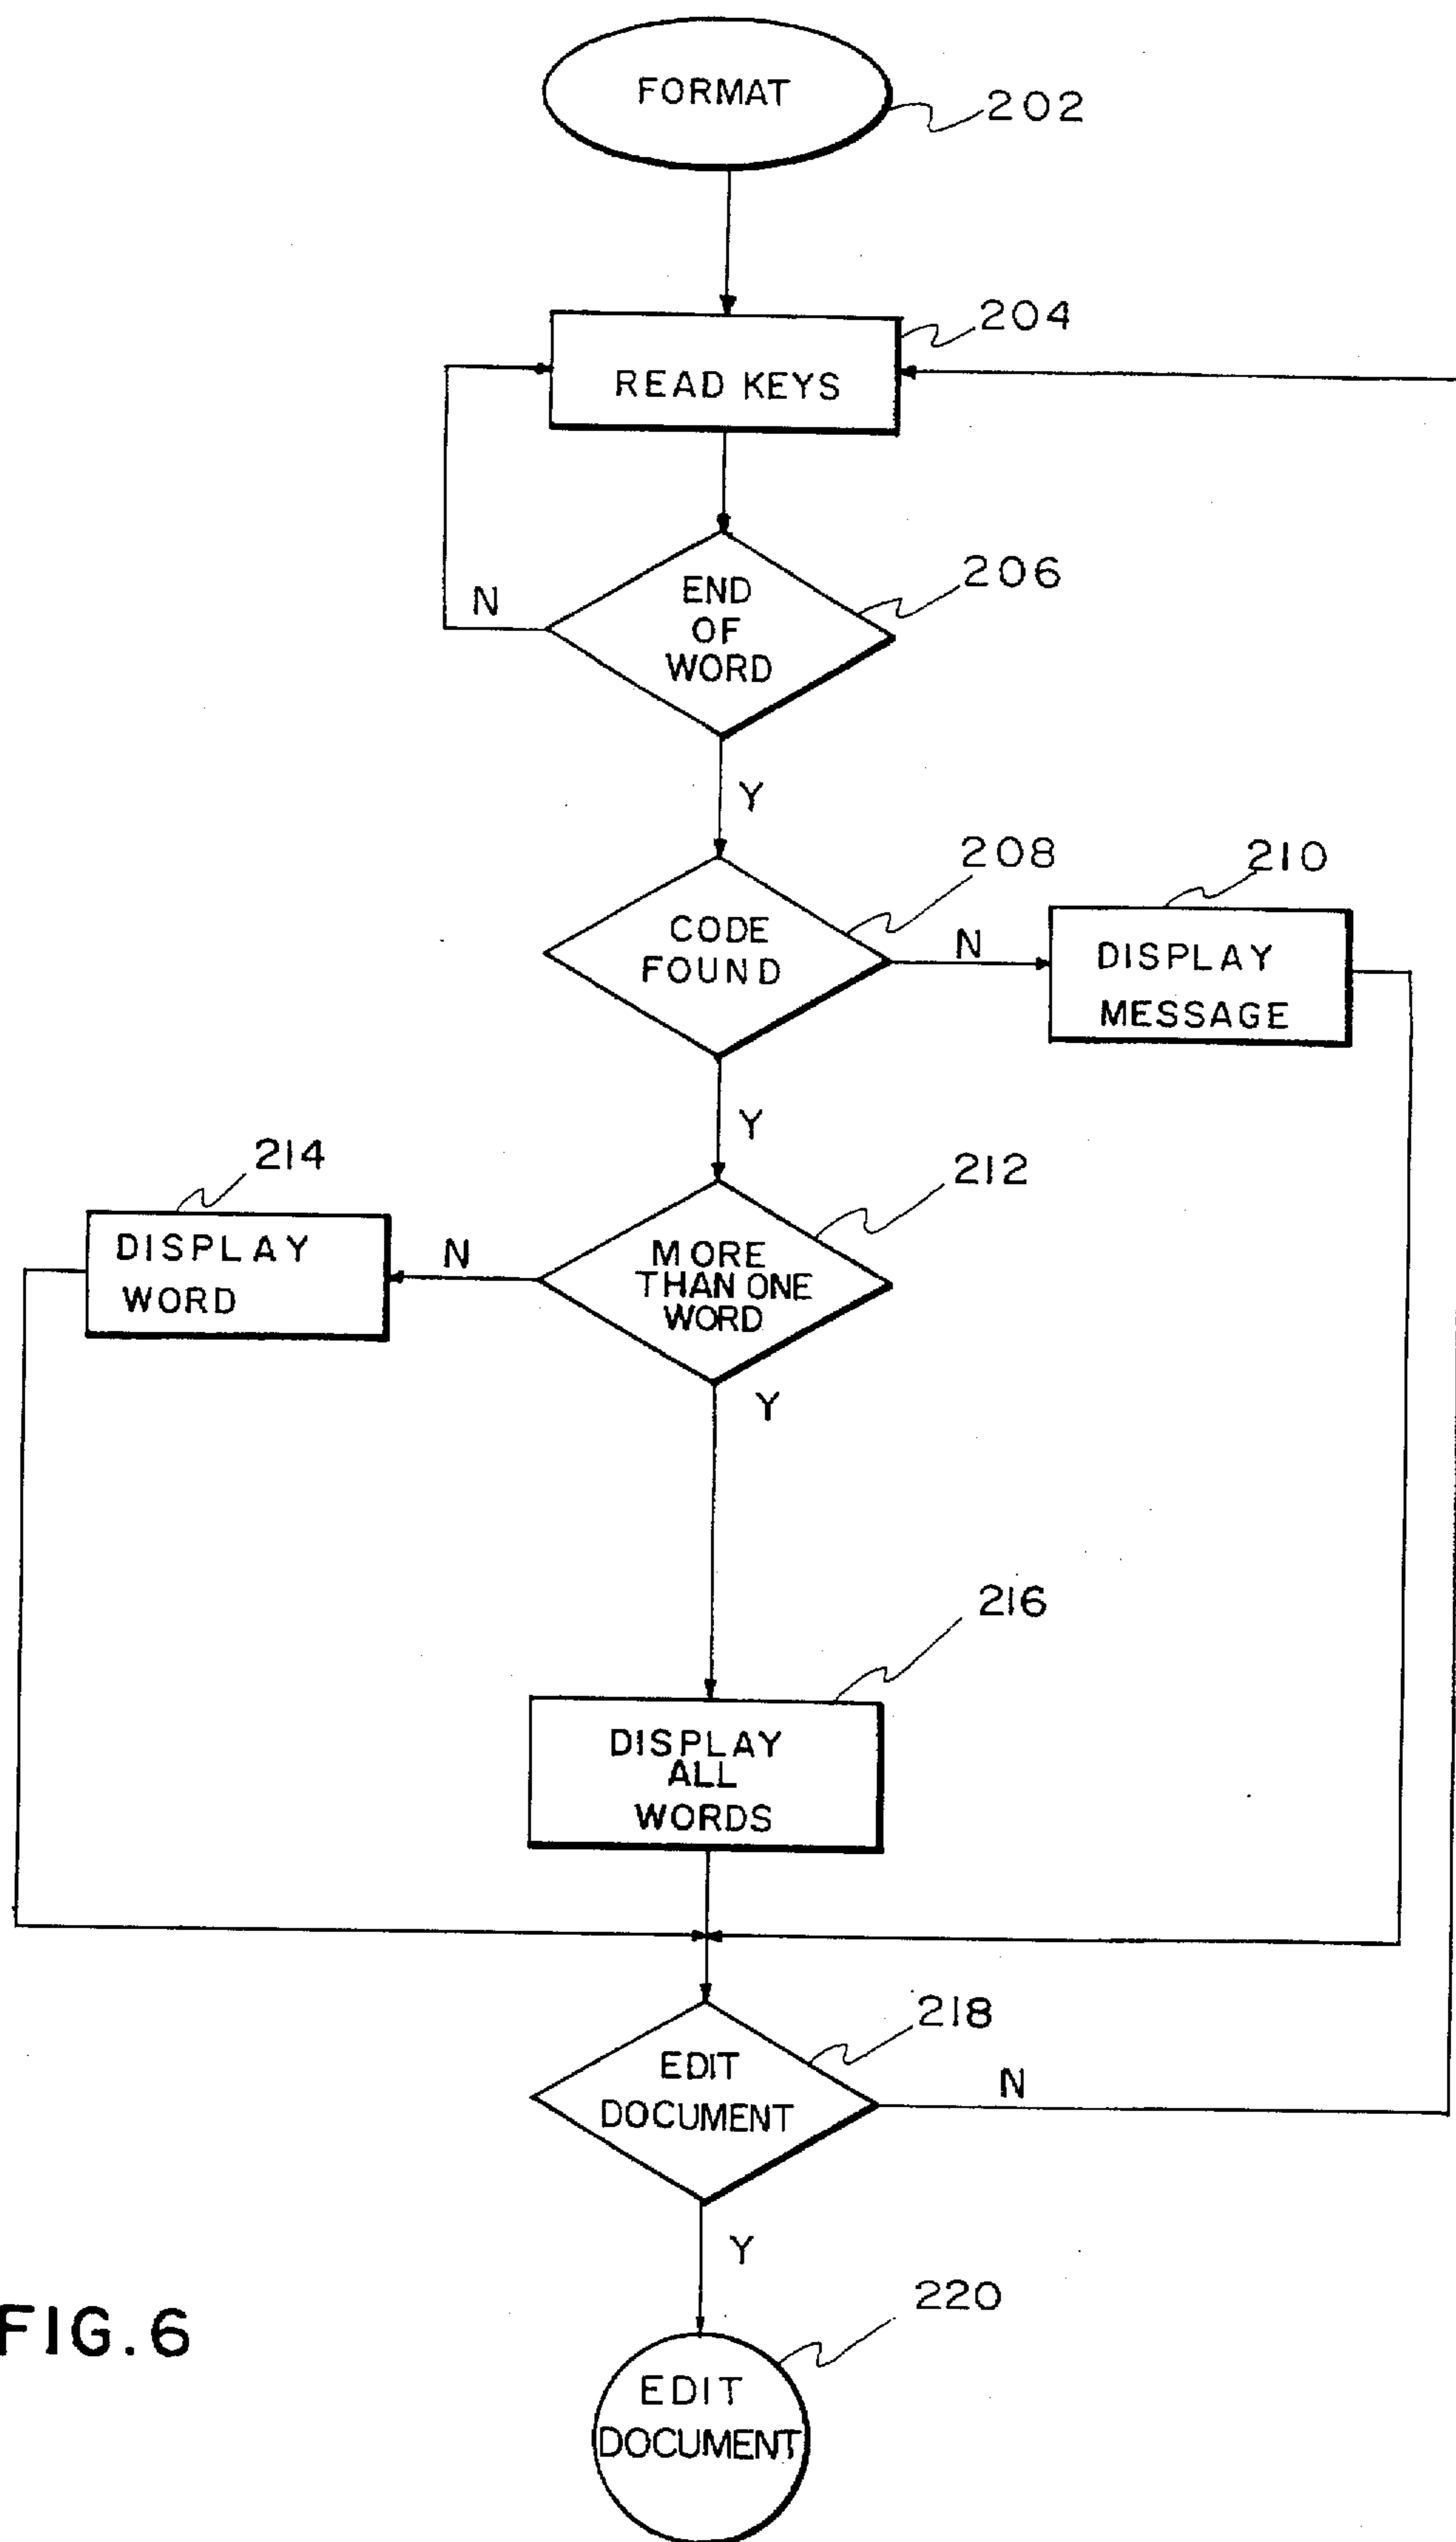 FORMAT
202
204
READ KEYS
206
END
OF
WORD
N
Y
208
210
CODE
FOUND
N
DISPLAY
MESSAGE
Y
214
212
DISPLAY
WORD
N
MORE
THAN ONE
WORD
Y
216
DISPLAY
ALL
WORDS
218
EDIT
DOCUMENT
N
Y
220
FIG.6
EDIT
DOCUMENT